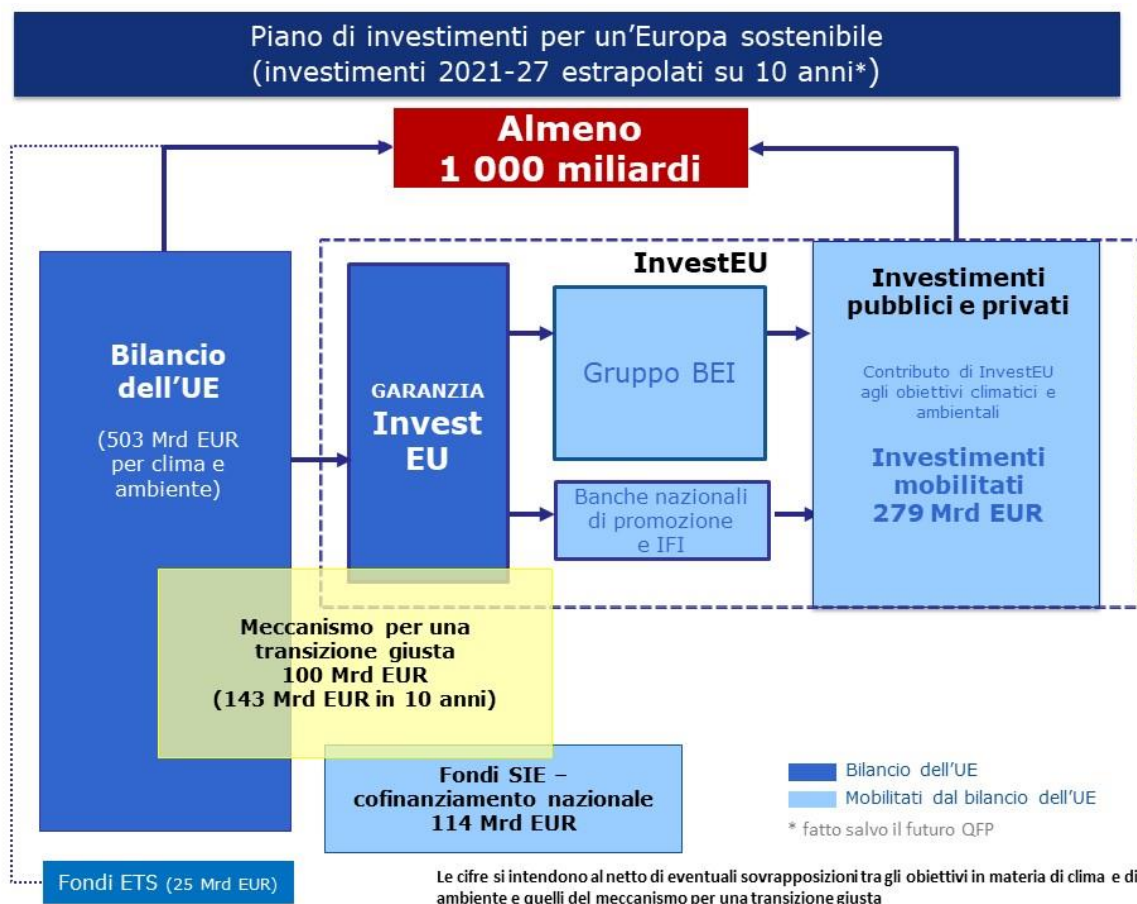 Piano di investimenti per un'Europa sostenibile
(investimenti 2021-27 estrapolati su 10 anni*)
Almeno
1 000 miliardi
Bilancio
dell'UE
(503 Mrd EUR
per clima e
ambiente)
GARANZIA
Invest
EU
InvestEU
Gruppo BEI
Banche nazionali
di promozione
e IFI
Investimenti
pubblici e privati
Contributo di InvestEU
agli obiettivi climatici e
ambientali
Investimenti
mobilitati
279 Mrd EUR
Meccanismo per una
transizione giusta
100 Mrd EUR
(143 Mrd EUR in 10 anni)
Fondi SIE –
cofinanziamento nazionale
114 Mrd EUR
Bilancio dell'UE
Mobilitati dal bilancio dell'UE
* fatto salvo il futuro QFP
Fondi ETS (25 Mrd EUR)
Le cifre si intendono al netto di eventuali sovrapposizioni tra gli obiettivi in materia di clima e di
ambiente e quelli del meccanismo per una transizione giusta